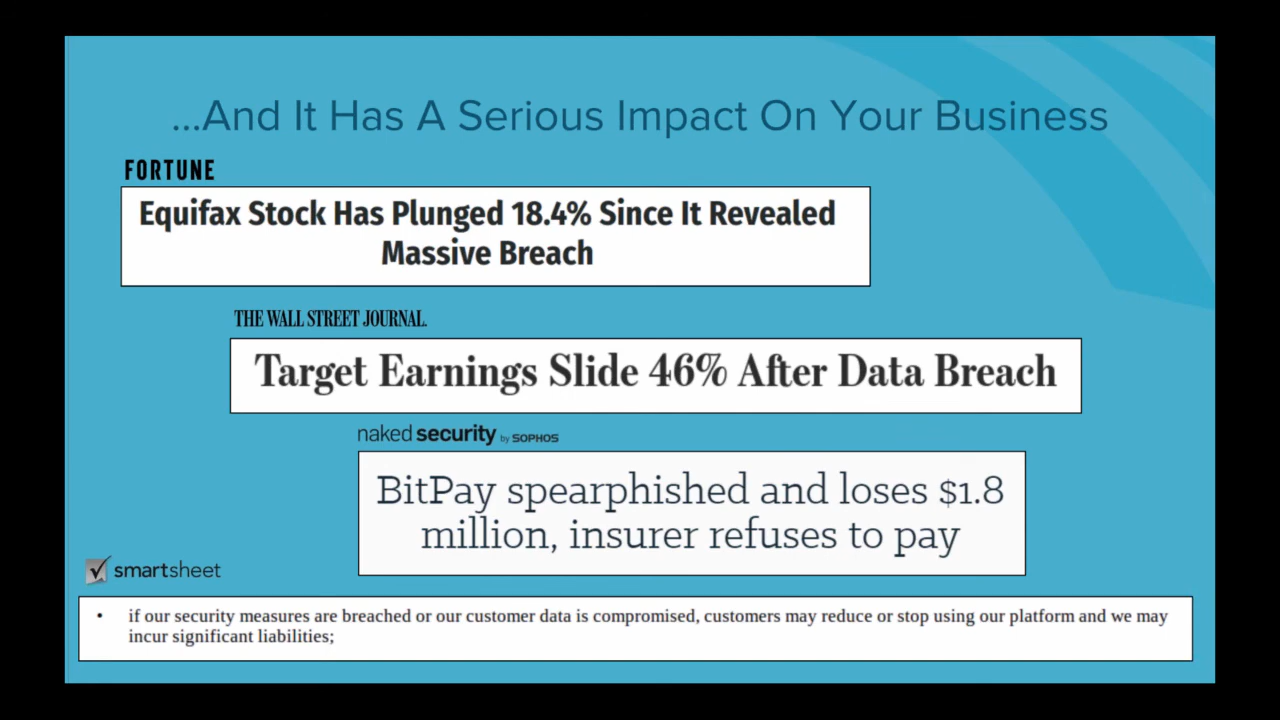 ...And It Has A Serious Impact On Your Business
FORTUNE
Equifax Stock Has Plunged 18.4% Since It Revealed
Massive Breach
THE WALL STREET JOURNAL.
Target Earnings Slide 46% After Data Breach
naked security by SOPHOS
BitPay spearphished and loses $1.8
million, insurer refuses to pay
smartsheet
• if our security measures are breached or our customer data is compromised, customers may reduce or stop using our platform and we may
incur significant liabilities;